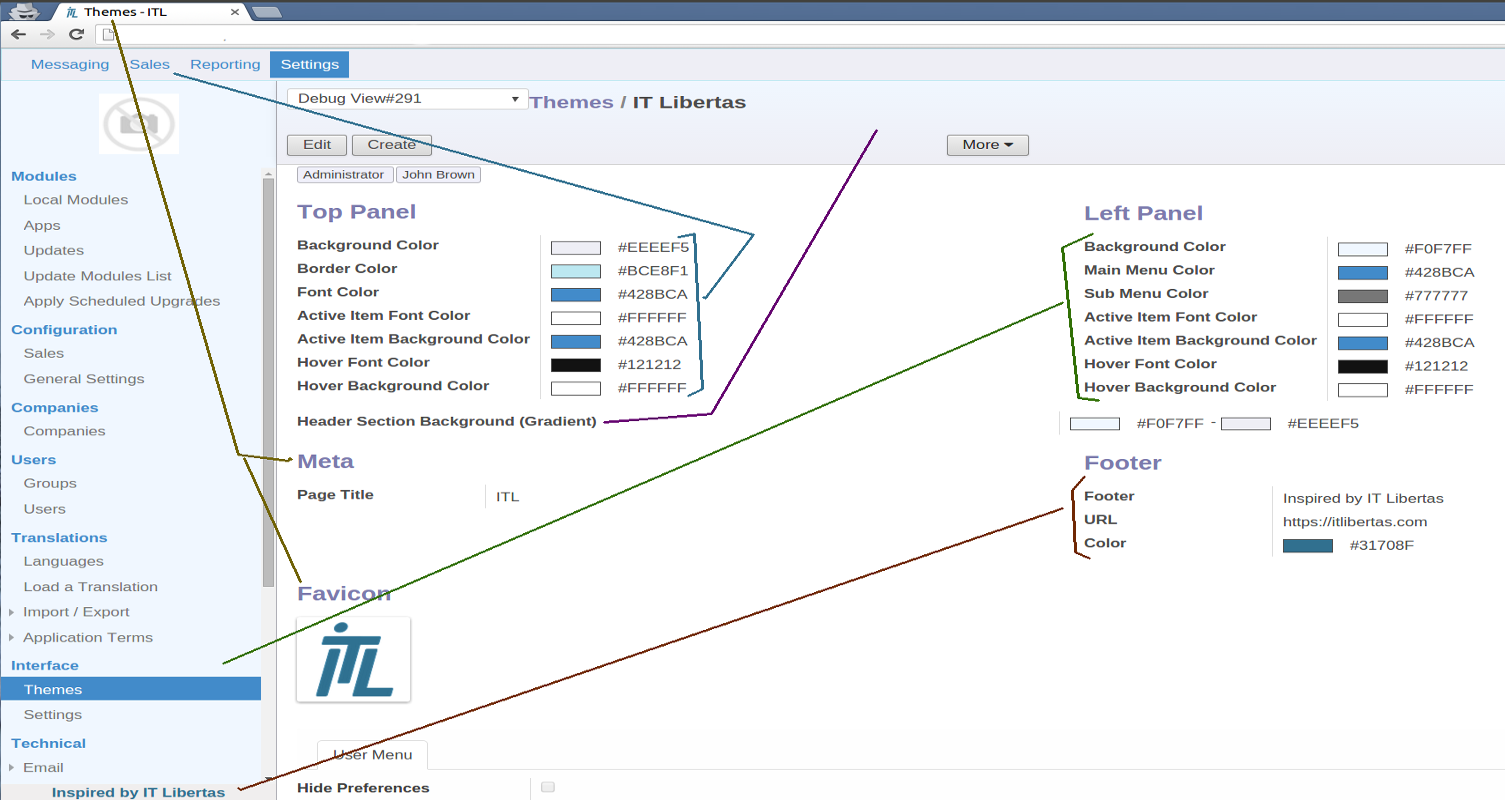 Themes - ITL
Messaging Sales Reporting Settings
Debug View#291
Themes / IT Libertas
Edit Create More
Administrator John Brown
Modules
Local Modules
Apps
Updates
Update Modules List
Apply Scheduled Upgrades
Configuration
Sales
General Settings
Companies
Companies
Users
Groups
Users
Translations
Languages
Load a Translation
Import / Export
Application Terms
Interface
Themes
Settings
Technical
Email
Inspired by IT Libertas
Top Panel
Background Color #EEEEF5
Border Color #BCE8F1
Font Color #428BCA
Active Item Font Color #FFFFFF
Active Item Background Color #428BCA
Hover Font Color #121212
Hover Background Color #FFFFFF
Left Panel
Background Color #F0F7FF
Main Menu Color #428BCA
Sub Menu Color #777777
Active Item Font Color #FFFFFF
Active Item Background Color #428BCA
Hover Font Color #121212
Hover Background Color #FFFFFF
Header Section Background (Gradient) #F0F7FF - #EEEEF5
Meta
Page Title ITL
Footer
Footer Inspired by IT Libertas
URL https://itlibertas.com
Color #31708F
Favicon
ITL
User Menu
Hide Preferences